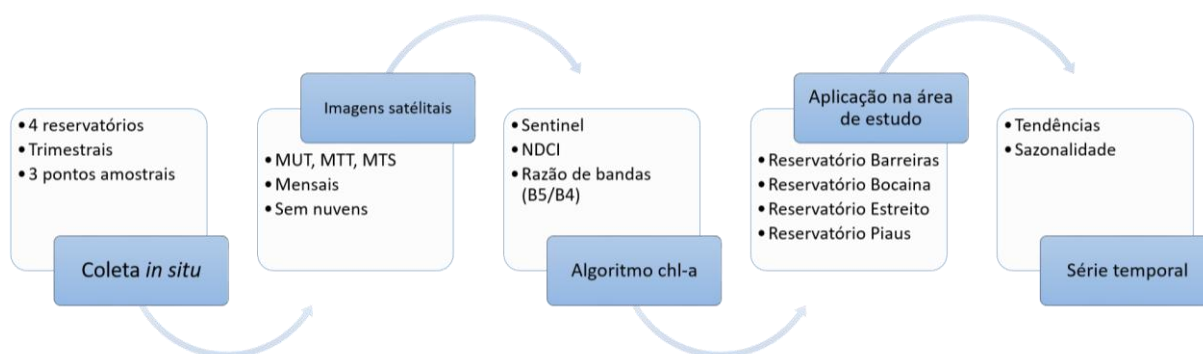 • 4 reservatórios
• Trimestrais
• 3 pontos amostrais
Coleta in situ
Imagens satélitais
• MUT, MTT, MTS
• Mensais
• Sem nuvens
• Sentinel
• NDCI
• Razão de bandas
(B5/B4)
Algoritmo chl-a
Aplicação na área
de estudo
• Reservatório Barreiras
• Reservatório Bocaina
• Reservatório Estreito
• Reservatório Piaus
• Tendências
• Sazonalidade
Série temporal